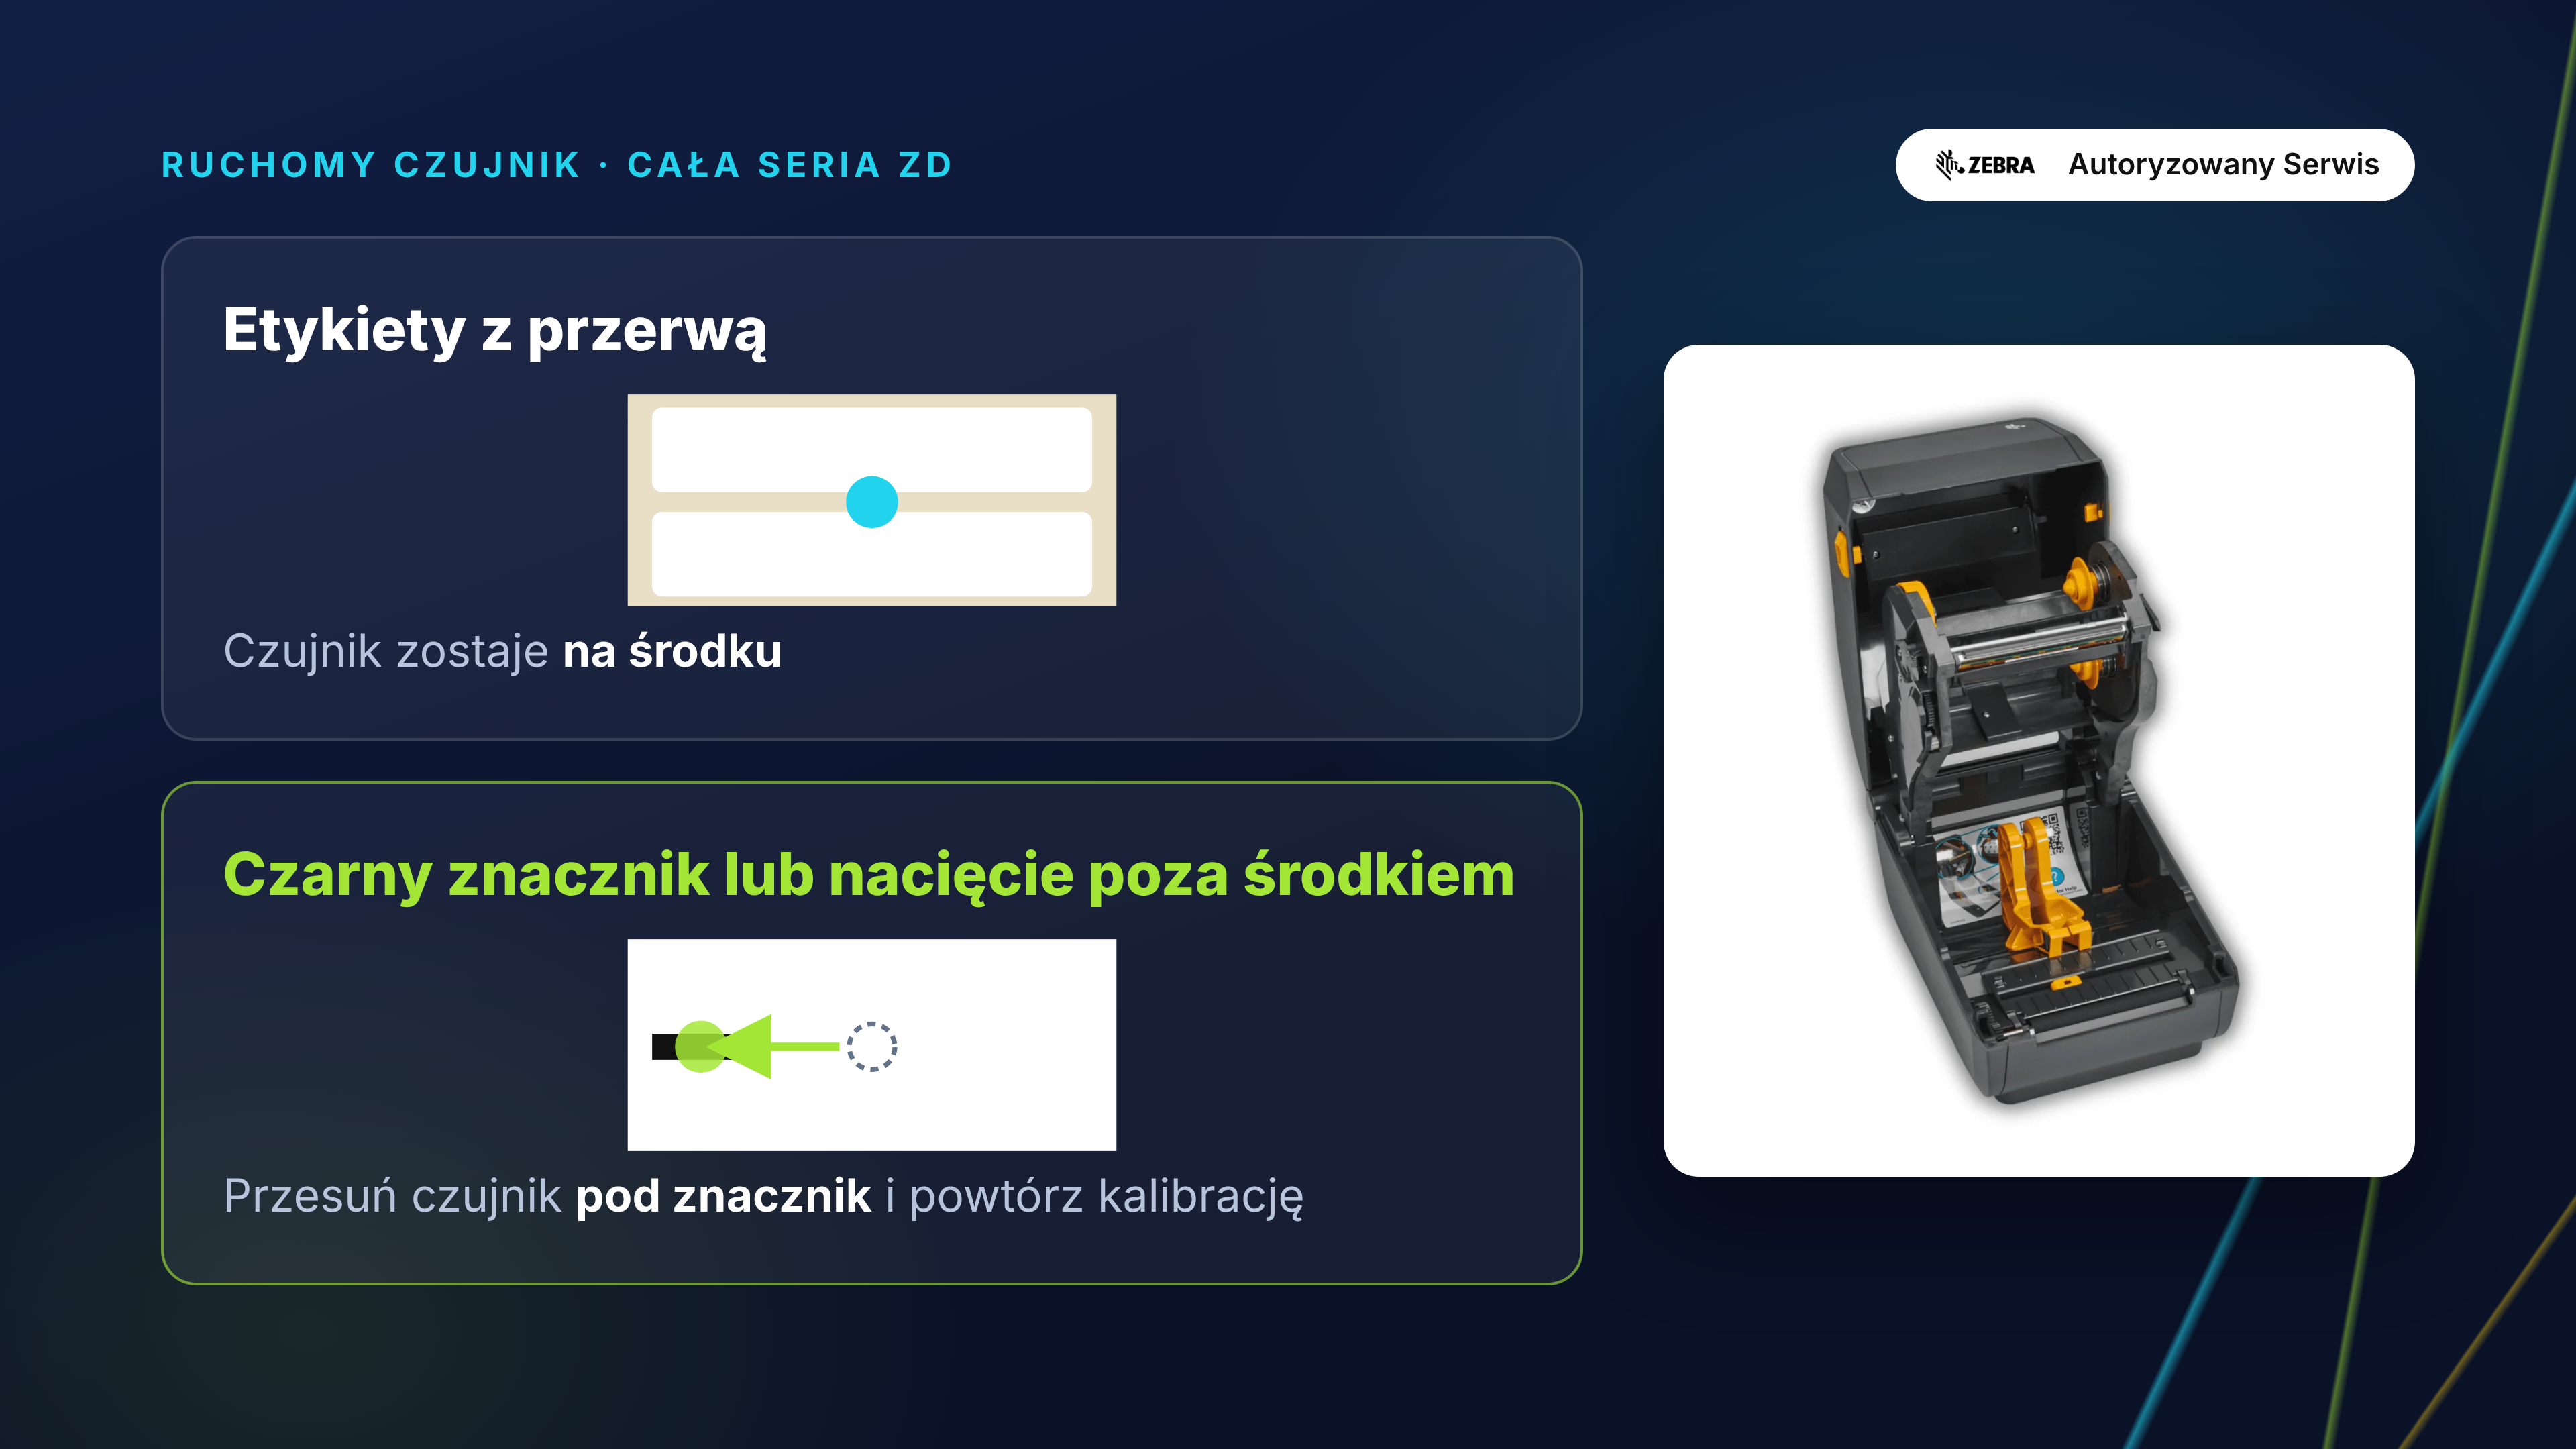 RUCHOMY CZUJNIK · CAŁA SERIA ZD
ZEBRA Autoryzowany Serwis
Etykiety z przerwą
Czujnik zostaje na środku
Czarny znacznik lub nacięcie poza środkiem
Przesuń czujnik pod znacznik i powtórz kalibrację